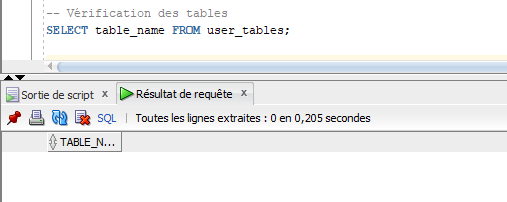 -- Vérification des tables
SELECT table_name FROM user_tables;
Sortie de script x Résultat de requête x
SQL | Toutes les lignes extraites : 0 en 0,205 secondes
TABLE_N...